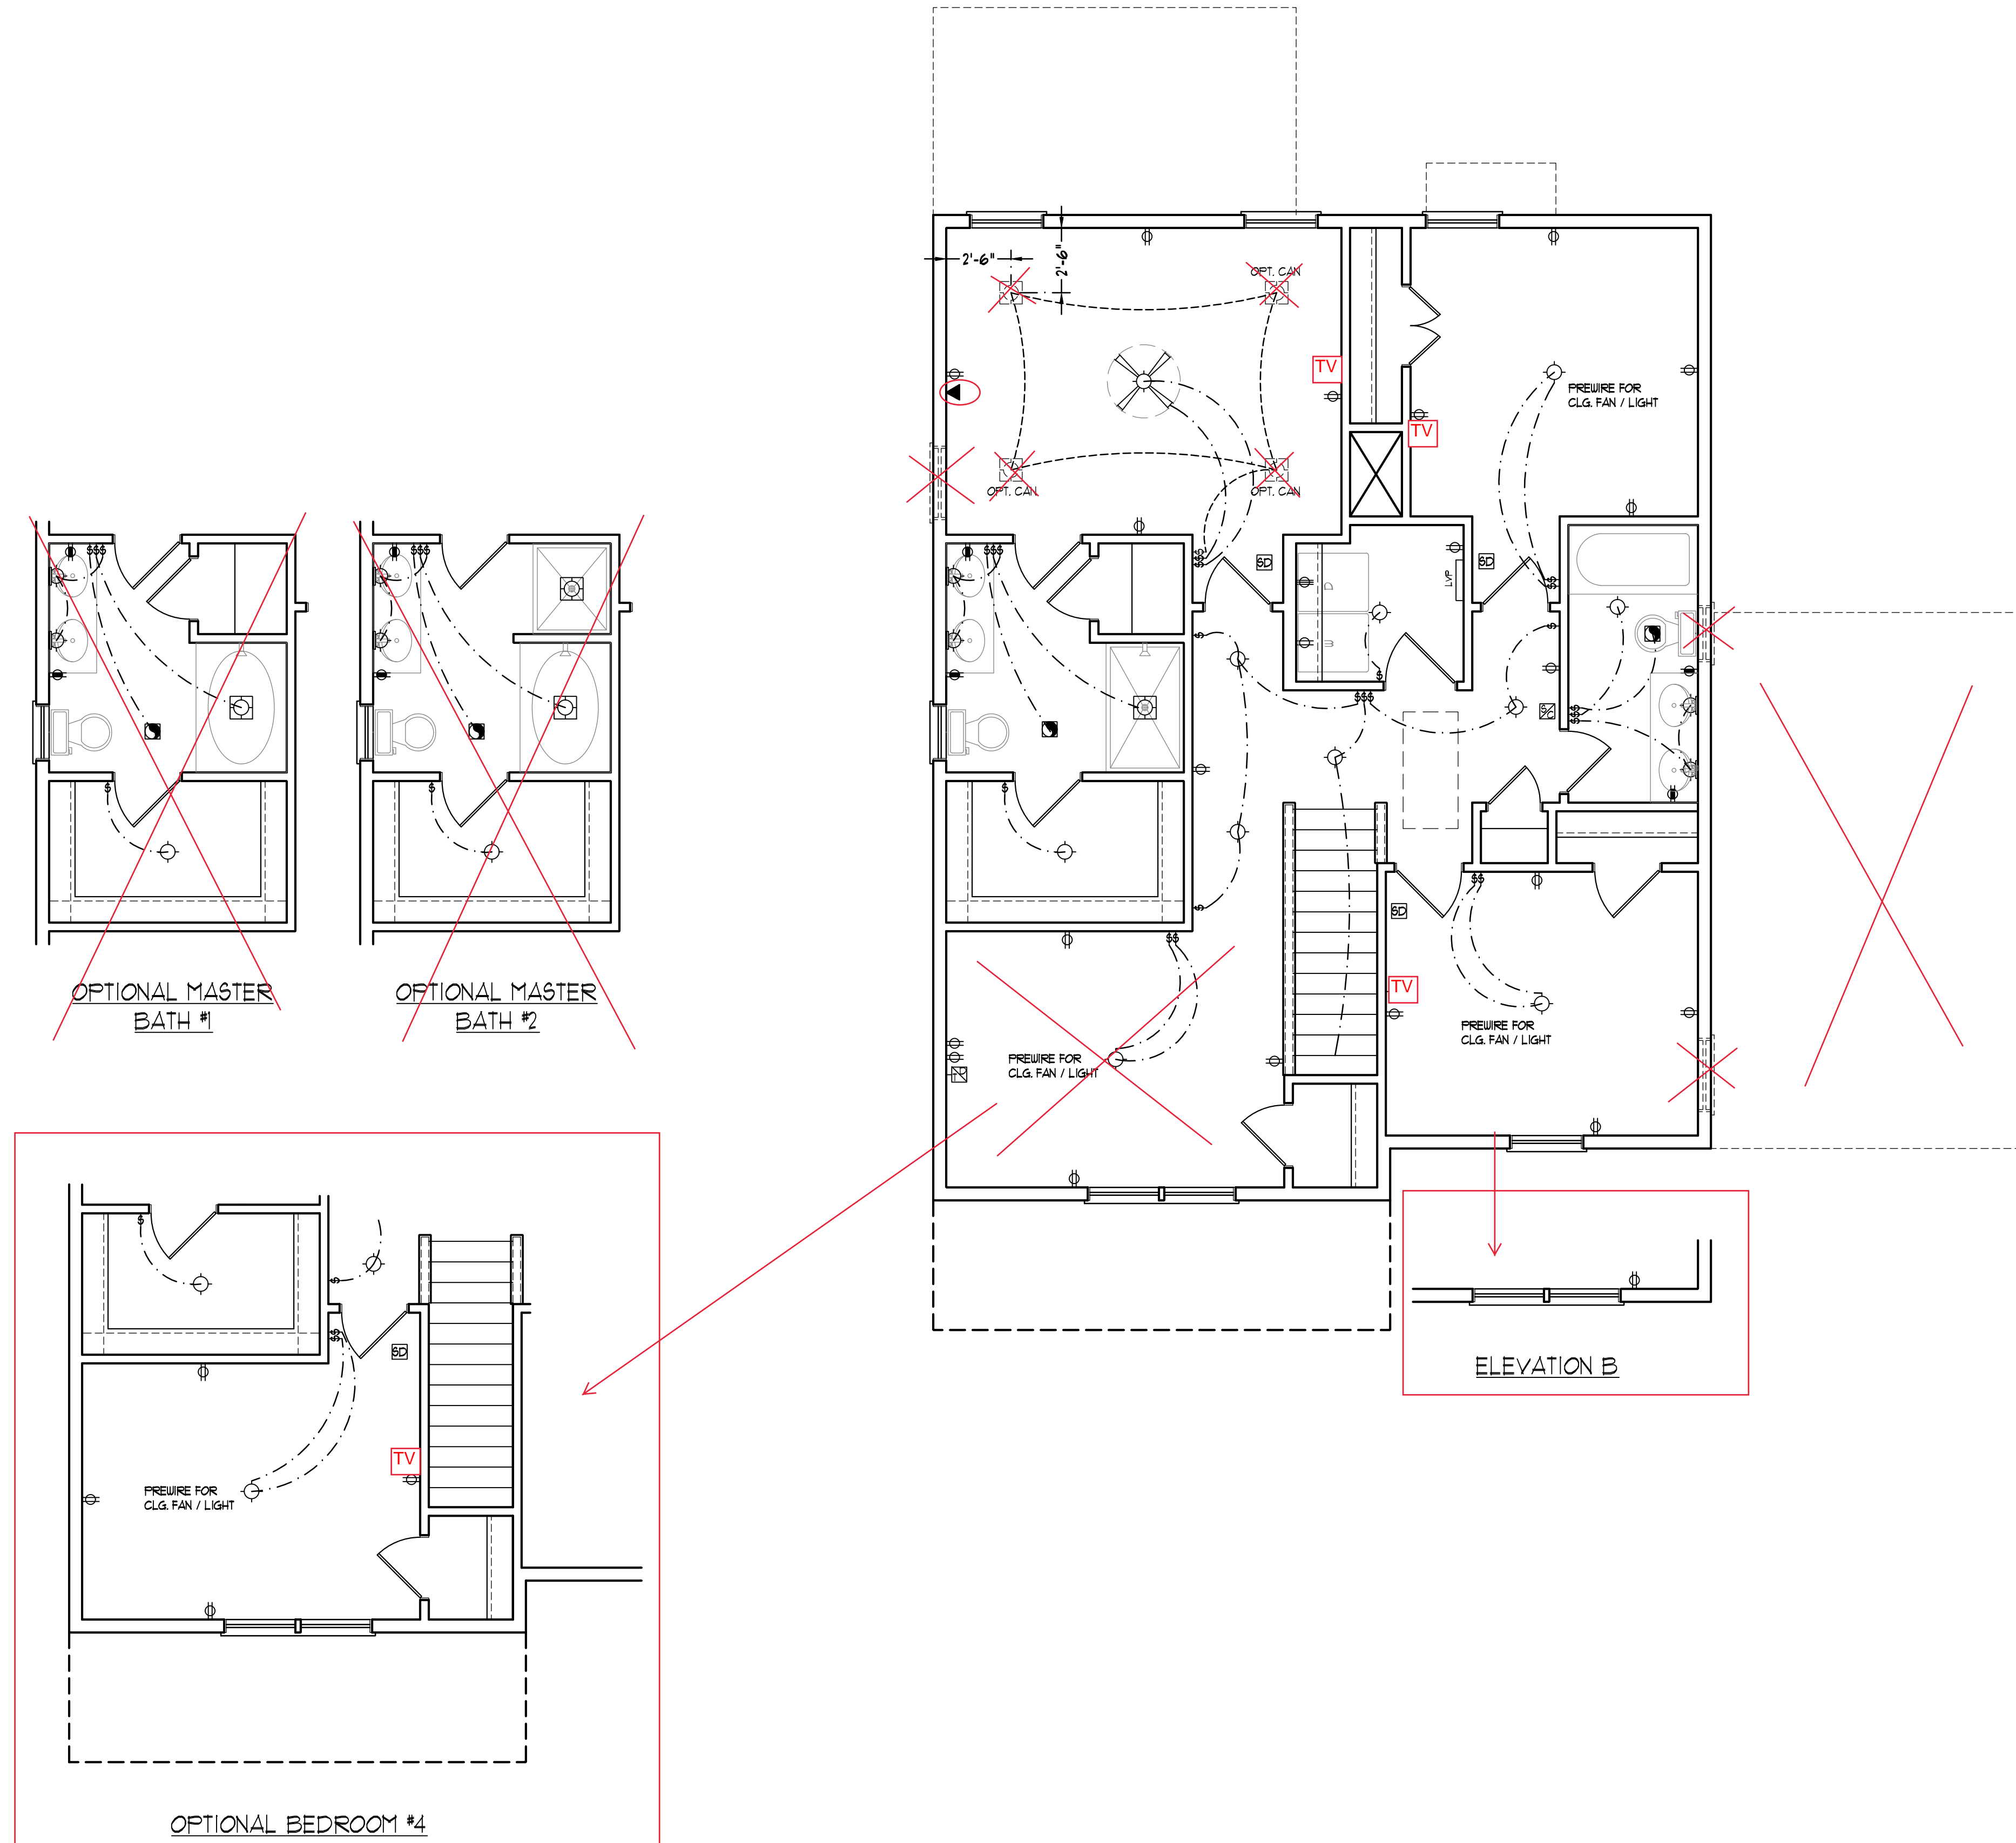 2'-6"
2'-6"
OPT. CAN
OPT. CAN
OPT. CAN
TV
TV
PREWIRE FOR
CLG. FAN / LIGHT
$$$
$$$
$$$
SD
D
W
LVP
SD
$$
$
$
$
$$$
S/C
$$$
$$$
$
$
$$
SD
TV
PREWIRE FOR
CLG. FAN / LIGHT
$$
PREWIRE FOR
CLG. FAN / LIGHT
ELEVATION B
$$$
$
OPTIONAL MASTER
BATH #1
$$$
$
OPTIONAL MASTER
BATH #2
$
$
$$
SD
TV
PREWIRE FOR
CLG. FAN / LIGHT
OPTIONAL BEDROOM #4